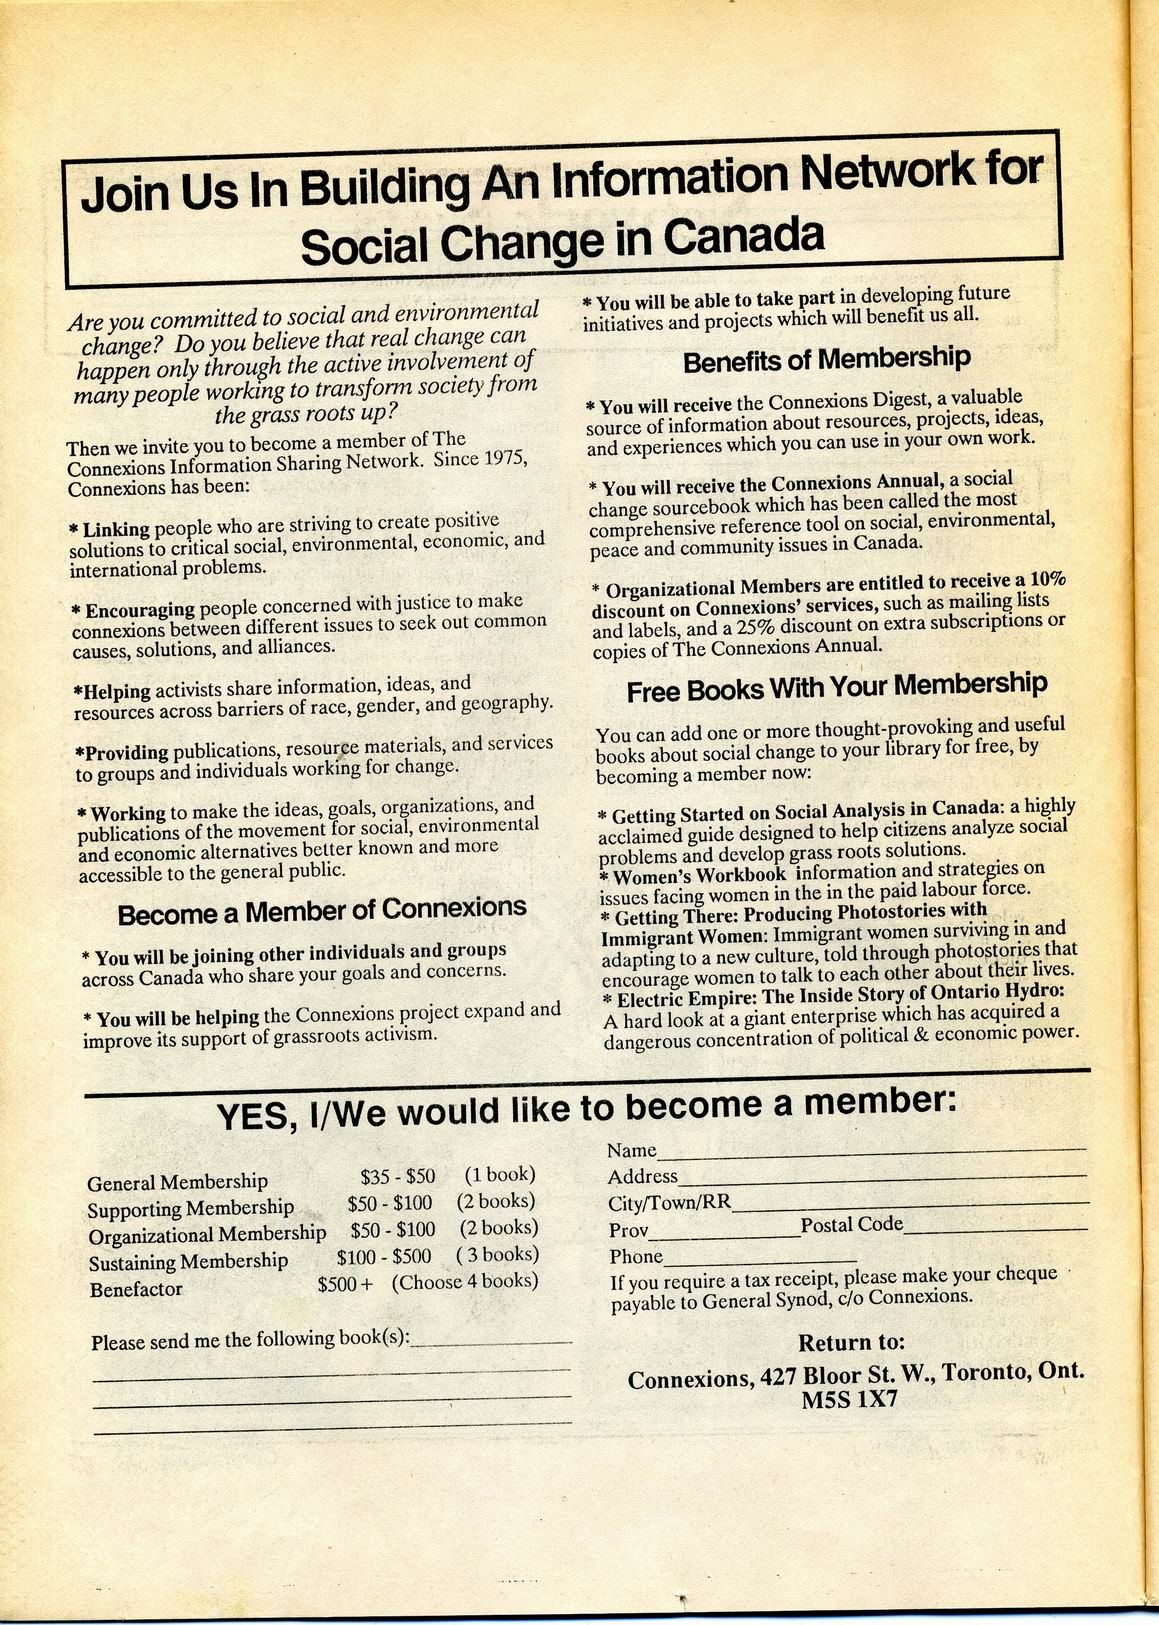 Join Us In Building An Information Network for
Social Change in Canada
Are you committed to social and environmental
change? Do you believe that real change can
happen only through the active involvement of
many people working to transform society from
the grass roots up?
Then we invite you to become a member of The
Connexions Information Sharing Network. Since 1975,
Connexions has been:
* Linking people who are striving to create positive
solutions to critical social, environmental, economic, and
international problems.
* Encouraging people concerned with justice to make
connexions between different issues to seek out common
causes, solutions, and alliances.
*Helping activists share information, ideas, and
resources across barriers of race, gender, and geography.
*Providing publications, resource materials, and services
to groups and individuals working for change.
* Working to make the ideas, goals, organizations, and
publications of the movement for social, environmental
and economic alternatives better known and more
accessible to the general public.
Become a Member of Connexions
* You will be joining other individuals and groups
across Canada who share your goals and concerns.
* You will be helping the Connexions project expand and
improve its support of grassroots activism.
* You will be able to take part in developing future
initiatives and projects which will benefit us all.
Benefits of Membership
* You will receive the Connexions Digest, a valuable
source of information about resources, projects, ideas,
and experiences which you can use in your own work.
* You will receive the Connexions Annual, a social
change sourcebook which has been called the most
comprehensive reference tool on social, environmental,
peace and community issues in Canada.
* Organizational Members are entitled to receive a 10%
discount on Connexions' services, such as mailing lists
and labels, and a 25% discount on extra subscriptions or
copies of The Connexions Annual.
Free Books With Your Membership
You can add one or more thought-provoking and useful
books about social change to your library for free, by
becoming a member now:
* Getting Started on Social Analysis in Canada: a highly
acclaimed guide designed to help citizens analyze social
problems and develop grass roots solutions.
* Women's Workbook information and strategies on
issues facing women in the in the paid labour force.
* Getting There: Producing Photostories with
Immigrant Women: Immigrant women surviving in and
adapting to a new culture, told through photostories that
encourage women to talk to each other about their lives.
* Electric Empire: The Inside Story of Ontario Hydro:
A hard look at a giant enterprise which has acquired a
dangerous concentration of political & economic power.
YES, I/We would like to become a member:
General Membership $35 - $50 (1 book)
Supporting Membership $50 - $100 (2 books)
Organizational Membership $50 - $100 (2 books)
Sustaining Membership $100 - $500 ( 3 books)
Benefactor $500 + (Choose 4 books)
Please send me the following book(s):
Name
Address
City/Town/RR
Prov Postal Code
Phone
If you require a tax receipt, please make your cheque
payable to General Synod, c/o Connexions.
Return to:
Connexions, 427 Bloor St. W., Toronto, Ont.
M5S 1X7